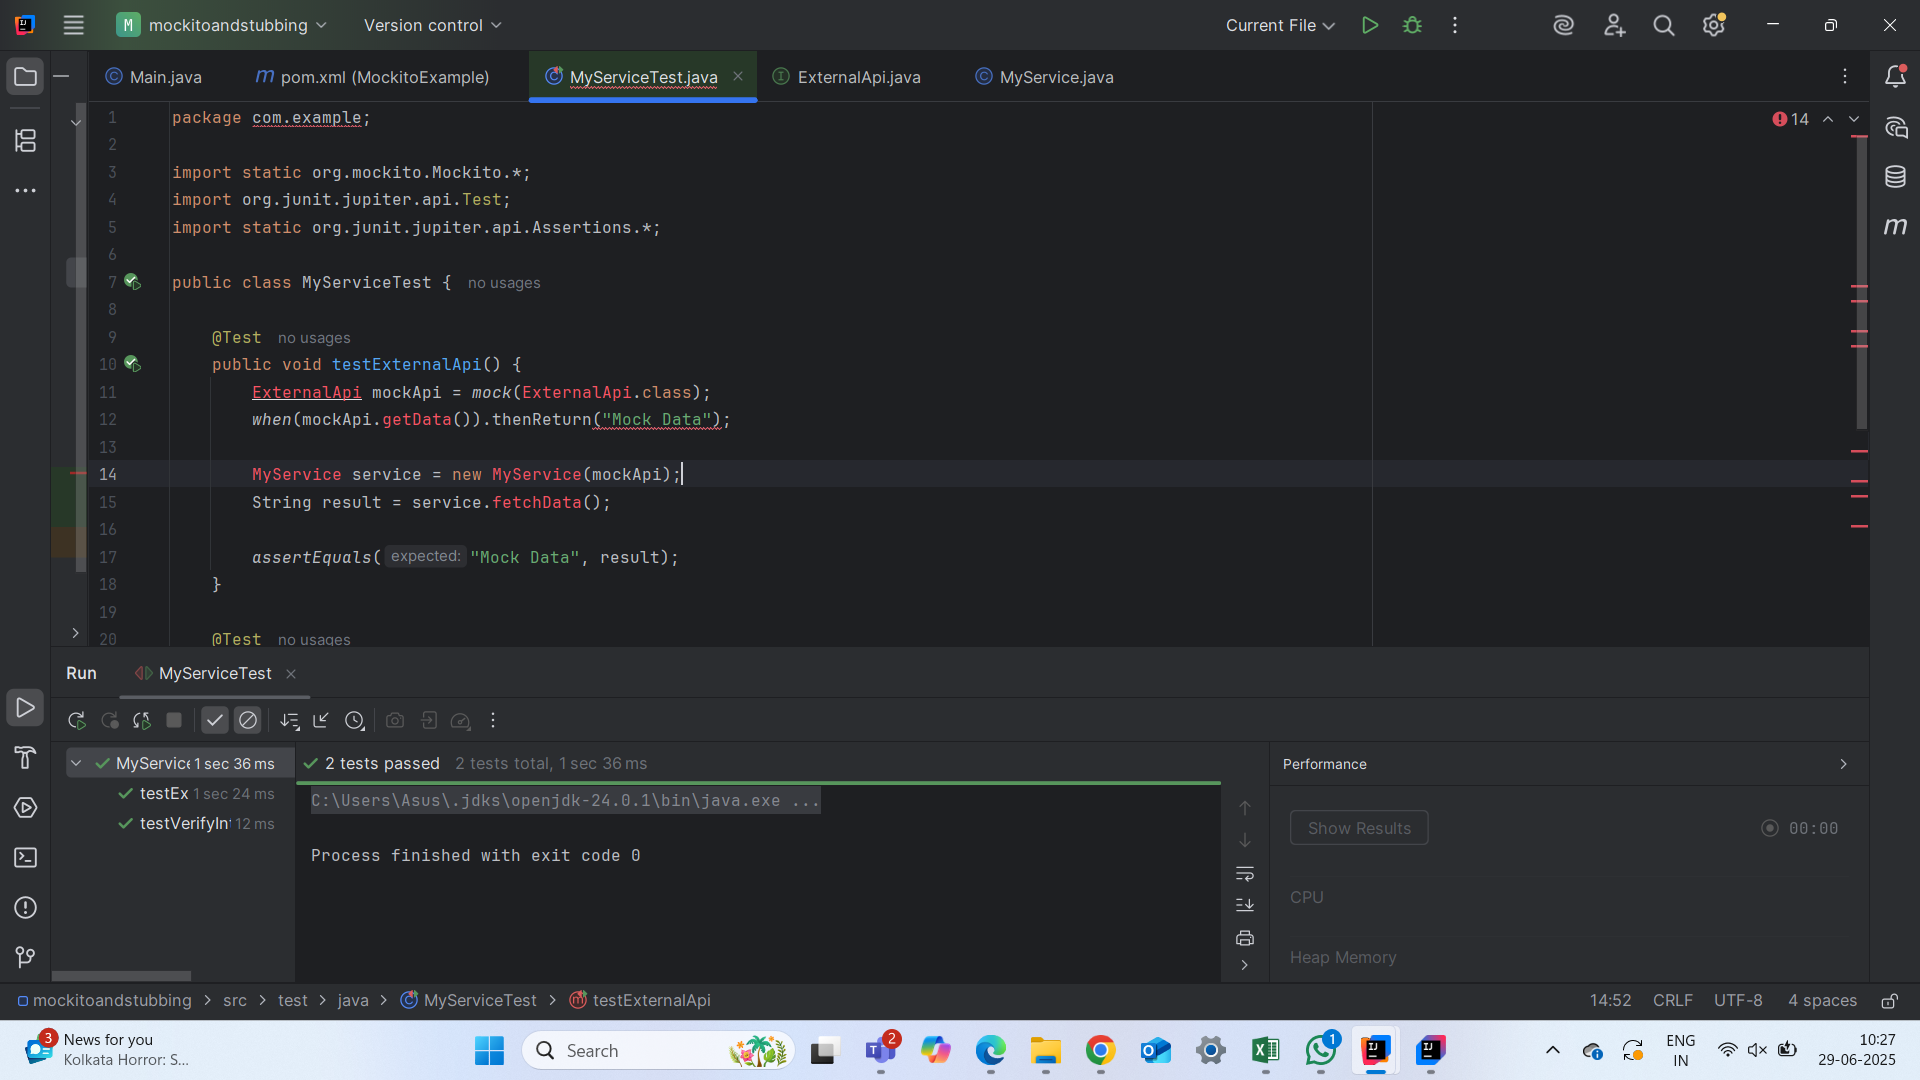 M mockitoandstubbing Version control Current File
Main.java m pom.xml (MockitoExample) MyServiceTest.java ExternalApi.java MyService.java
1 package com.example; 14
2
3 import static org.mockito.Mockito.*;
4 import org.junit.jupiter.api.Test;
5 import static org.junit.jupiter.api.Assertions.*;
6
7 public class MyServiceTest { no usages
8
9 @Test no usages
10 public void testExternalApi() {
11 ExternalApi mockApi = mock(ExternalApi.class);
12 when(mockApi.getData()).thenReturn("Mock Data");
13
14 MyService service = new MyService(mockApi);
15 String result = service.fetchData();
16
17 assertEquals( expected: "Mock Data", result);
18 }
19
20 @Test no usages
Run MyServiceTest
MyServic 1 sec 36 ms 2 tests passed 2 tests total, 1 sec 36 ms Performance
testEx 1 sec 24 ms C:\Users\Asus\.jdks\openjdk-24.0.1\bin\java.exe ...
testVerifyIn 12 ms Show Results 00:00
Process finished with exit code 0
CPU
Heap Memory
mockitoandstubbing > src > test > java > MyServiceTest > testExternalApi 14:52 CRLF UTF-8 4 spaces
3 News for you
Kolkata Horror: S...
Search 2 1
ENG
IN
10:27
29-06-2025